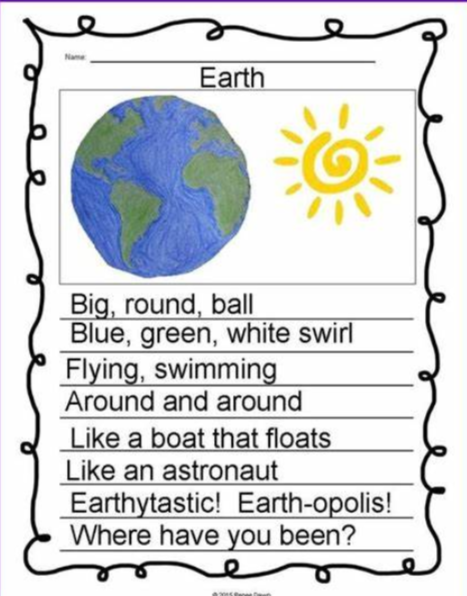 Name:
Earth
Big, round, ball
Blue, green, white swirl
Flying, swimming
Around and around
Like a boat that floats
Like an astronaut
Earthytastic!  Earth-opolis!
Where have you been?